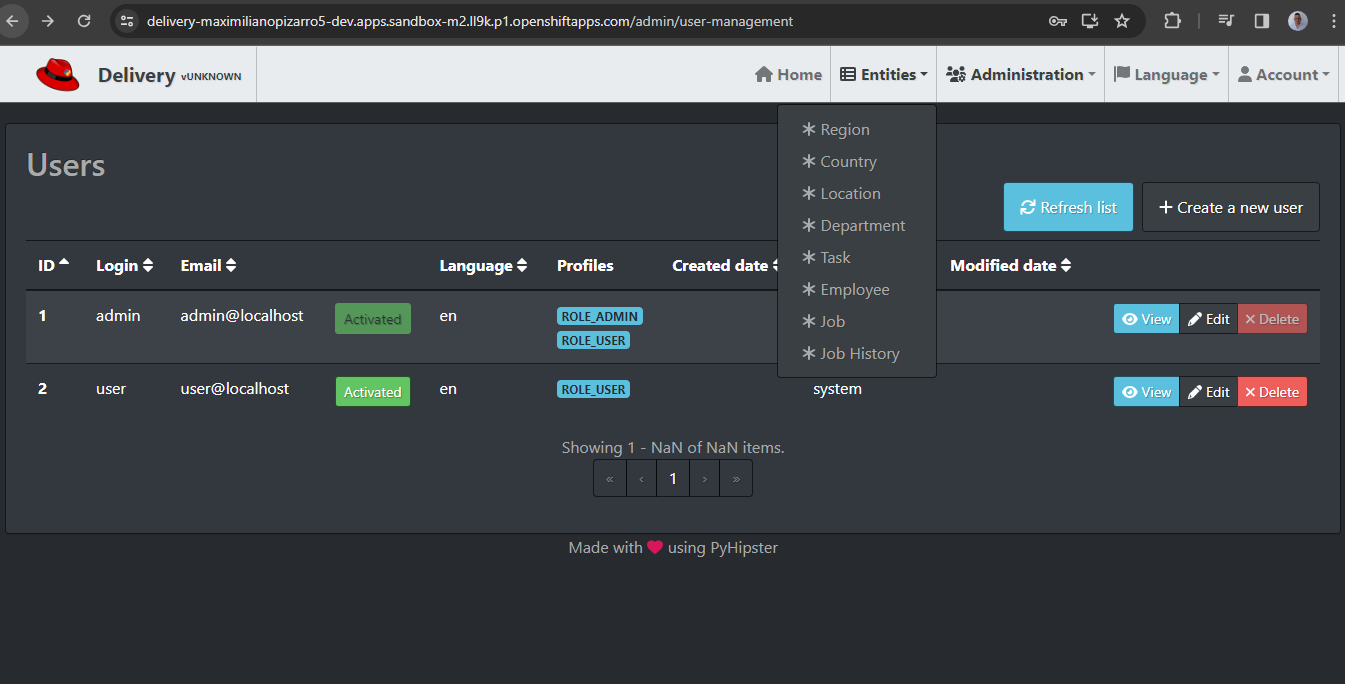 delivery-maximilianopizarro5-dev.apps.sandbox-m2.ll9k.p1.openshiftapps.com/admin/user-management
Delivery vUNKNOWN Home Entities Administration Language Account
Region
Country
Location
Department
Task
Employee
Job
Job History
Users
Refresh list + Create a new user
ID Login Email Language Profiles Created date Modified date
1 admin admin@localhost Activated en ROLE_ADMIN View Edit × Delete
ROLE_USER
2 user user@localhost Activated en ROLE_USER system View Edit × Delete
Showing 1 - NaN of NaN items.
« ‹ 1 › »
Made with ❤ using PyHipster